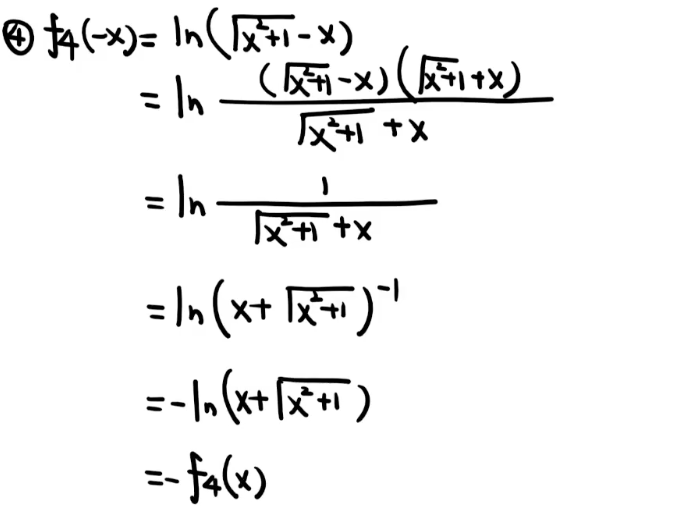 ④ f₄(-x) = ln(√(x²+1) - x)
= ln (√(x²+1) - x)(√(x²+1) + x) / (√(x²+1) + x)
= ln 1 / (√(x²+1) + x)
= ln(x + √(x²+1))⁻¹
= -ln(x + √(x²+1))
= -f₄(x)